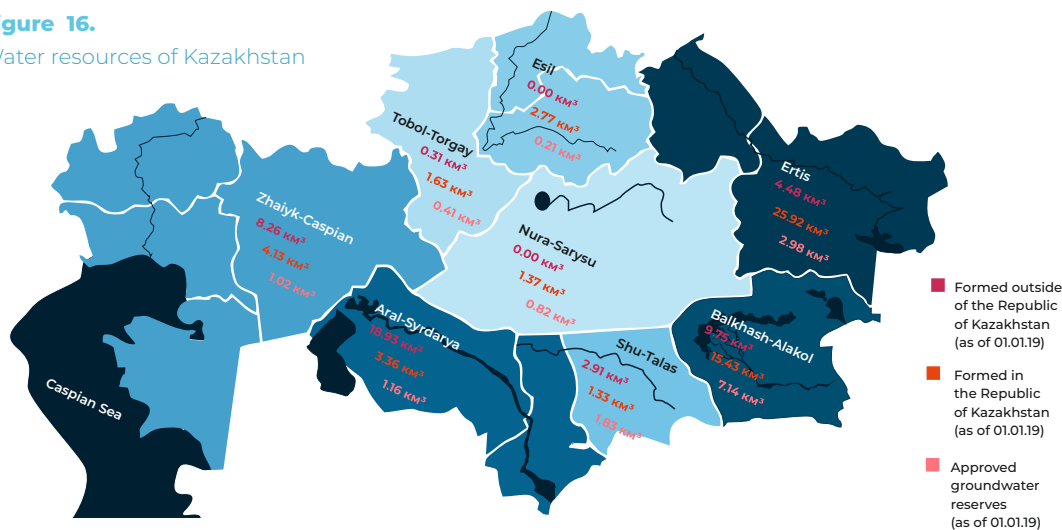 igure 16.
Water resources of Kazakhstan
Esil
0.00 км³
2.77 км³
0.21 км³
Tobol-Torgay
0.31 км³
1.63 км³
0.41 км³
Ertis
4.48 км³
25.92 км³
2.98 км³
Zhaiyk-Caspian
8.26 км³
4.13 км³
1.02 км³
Nura-Sarysu
0.00 км³
1.37 км³
0.82 км³
Aral-Syrdarya
18.93 км³
3.36 км³
1.16 км³
Shu-Talas
2.91 км³
1.33 км³
1.83 км³
Balkhash-Alakol
9.75 км³
15.43 км³
7.14 км³
Caspian Sea
Formed outside
of the Republic
of Kazakhstan
(as of 01.01.19)
Formed in
the Republic
of Kazakhstan
(as of 01.01.19)
Approved
groundwater
reserves
(as of 01.01.19)